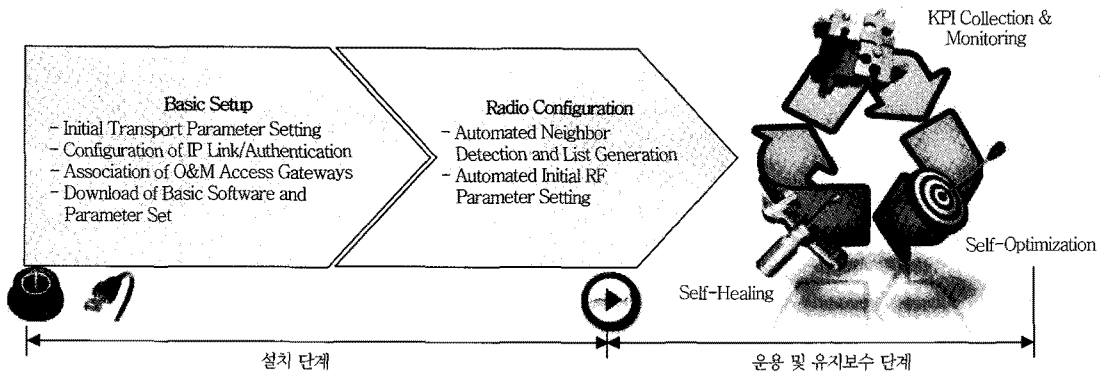 Basic Setup
- Initial Transport Parameter Setting
- Configuration of IP Link/Authentication
- Association of O&M Access Gateways
- Download of Basic Software and
Parameter Set
Radio Configuration
- Automated Neighbor
Detection and List Generation
- Automated Initial RF
Parameter Setting
KPI Collection &
Monitoring
Self-Optimization
Self-Healing
설치 단계
운용 및 유지보수 단계